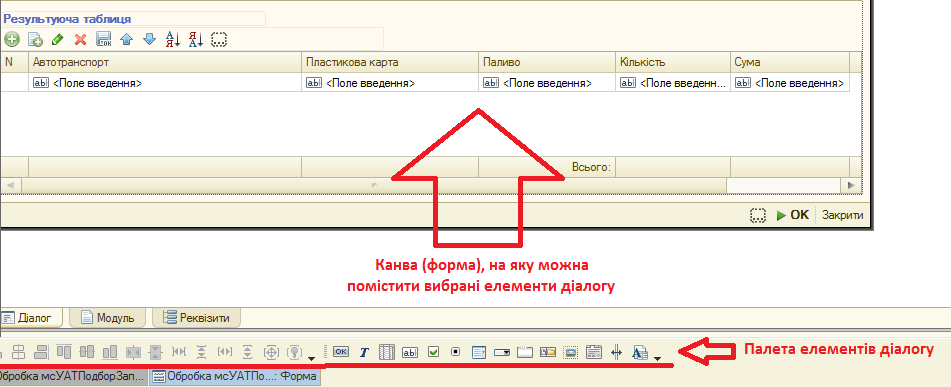 Результуюча таблиця
N Автотранспорт Пластикова карта Паливо Кількість Сума
<Поле введення> <Поле введення> <Поле введення> <Поле введенн... <Поле введення>
Всього:
OK Закрити
Канва (форма), на яку можна
помістити вибрані елементи діалогу
Діалог Модуль Реквізити
Палета елементів діалогу
Обробка мсУАТПодборЗап... Обробка мсУАТПо...: Форма